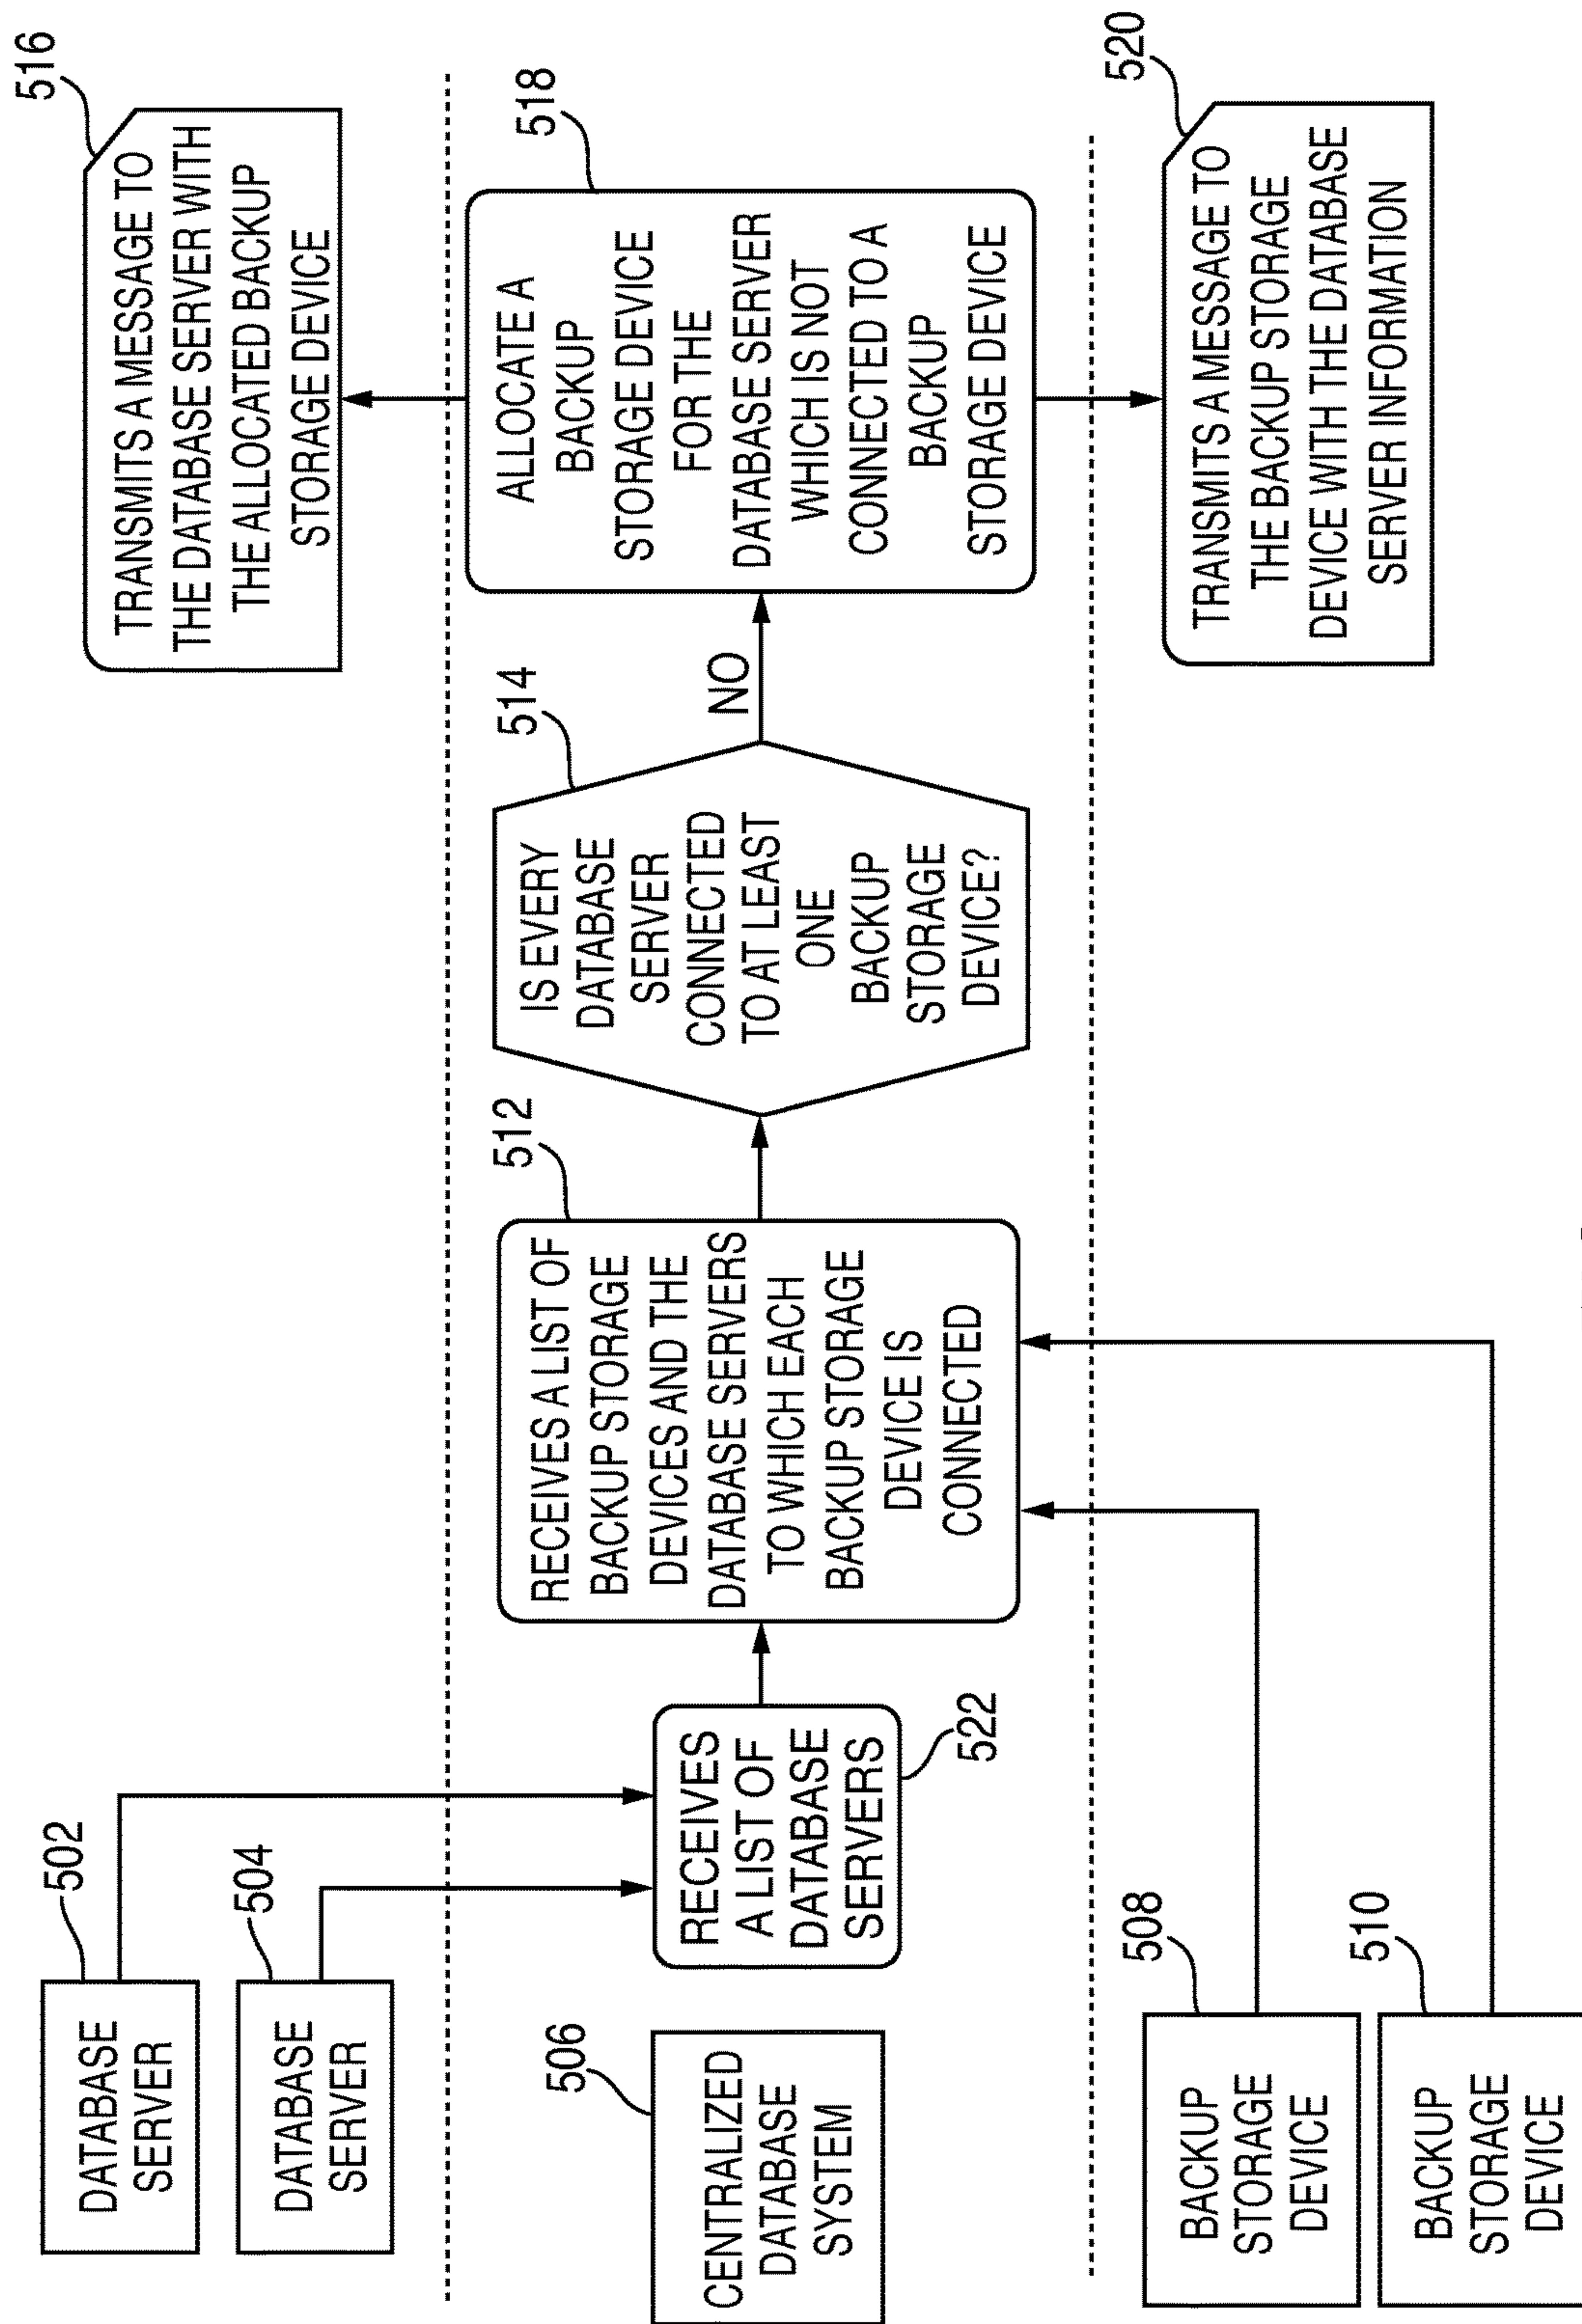 502
DATABASE
SERVER
504
DATABASE
SERVER
506
CENTRALIZED
DATABASE
SYSTEM
508
BACKUP
STORAGE
DEVICE
510
BACKUP
STORAGE
DEVICE
RECEIVES
A LIST OF
DATABASE
SERVERS
522
512
RECEIVES A LIST OF
BACKUP STORAGE
DEVICES AND THE
DATABASE SERVERS
TO WHICH EACH
BACKUP STORAGE
DEVICE IS
CONNECTED
514
IS EVERY
DATABASE
SERVER
CONNECTED
TO AT LEAST
ONE
BACKUP
STORAGE
DEVICE?
NO
518
ALLOCATE A
BACKUP
STORAGE DEVICE
FOR THE
DATABASE SERVER
WHICH IS NOT
CONNECTED TO A
BACKUP
STORAGE DEVICE
516
TRANSMITS A MESSAGE TO
THE DATABASE SERVER WITH
THE ALLOCATED BACKUP
STORAGE DEVICE
520
TRANSMITS A MESSAGE TO
THE BACKUP STORAGE
DEVICE WITH THE DATABASE
SERVER INFORMATION